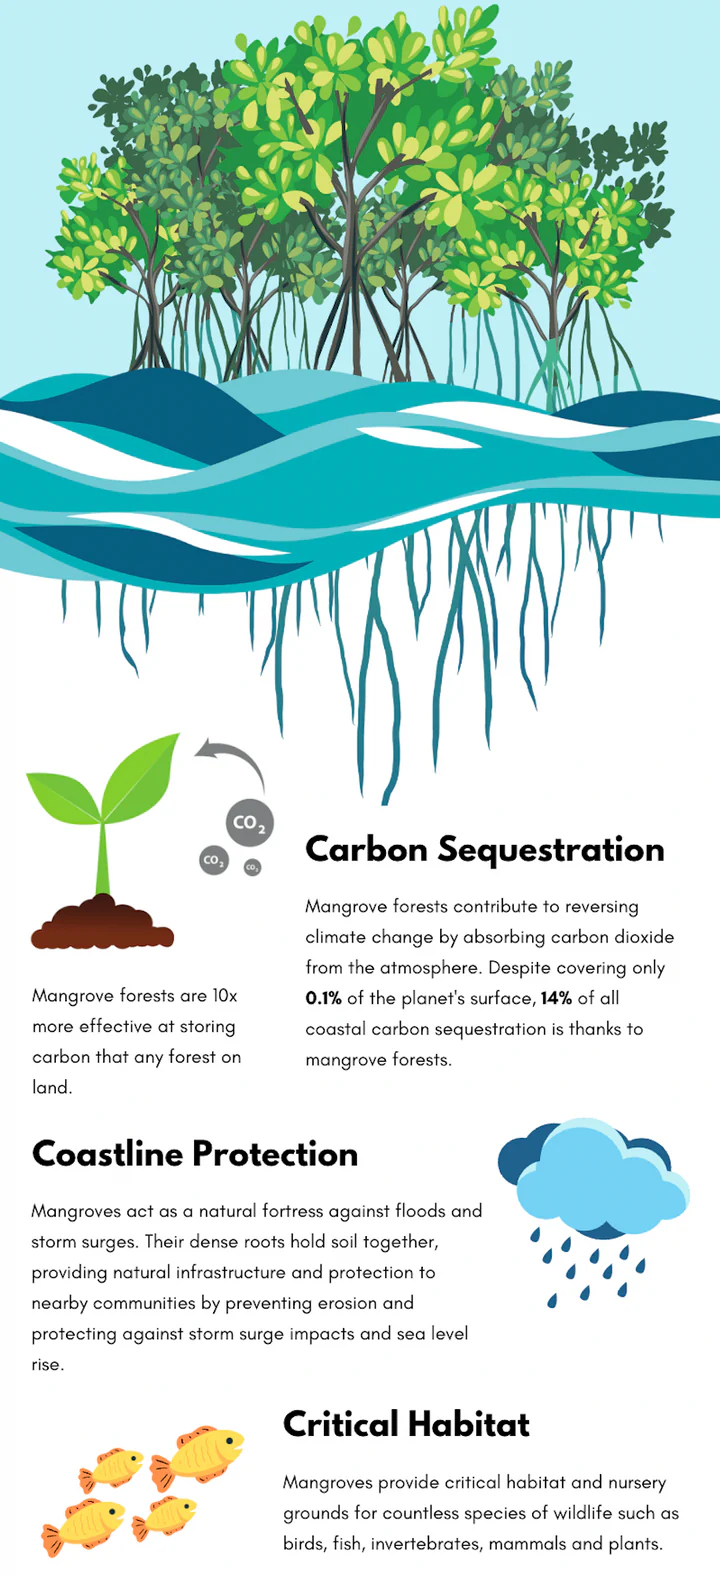 CO2
CO2
CO2
Carbon Sequestration
Mangrove forests contribute to reversing
climate change by absorbing carbon dioxide
from the atmosphere. Despite covering only
0.1% of the planet's surface, 14% of all
coastal carbon sequestration is thanks to
mangrove forests.
Mangrove forests are 10x
more effective at storing
carbon that any forest on
land.
Coastline Protection
Mangroves act as a natural fortress against floods and
storm surges. Their dense roots hold soil together,
providing natural infrastructure and protection to
nearby communities by preventing erosion and
protecting against storm surge impacts and sea level
rise.
Critical Habitat
Mangroves provide critical habitat and nursery
grounds for countless species of wildlife such as
birds, fish, invertebrates, mammals and plants.